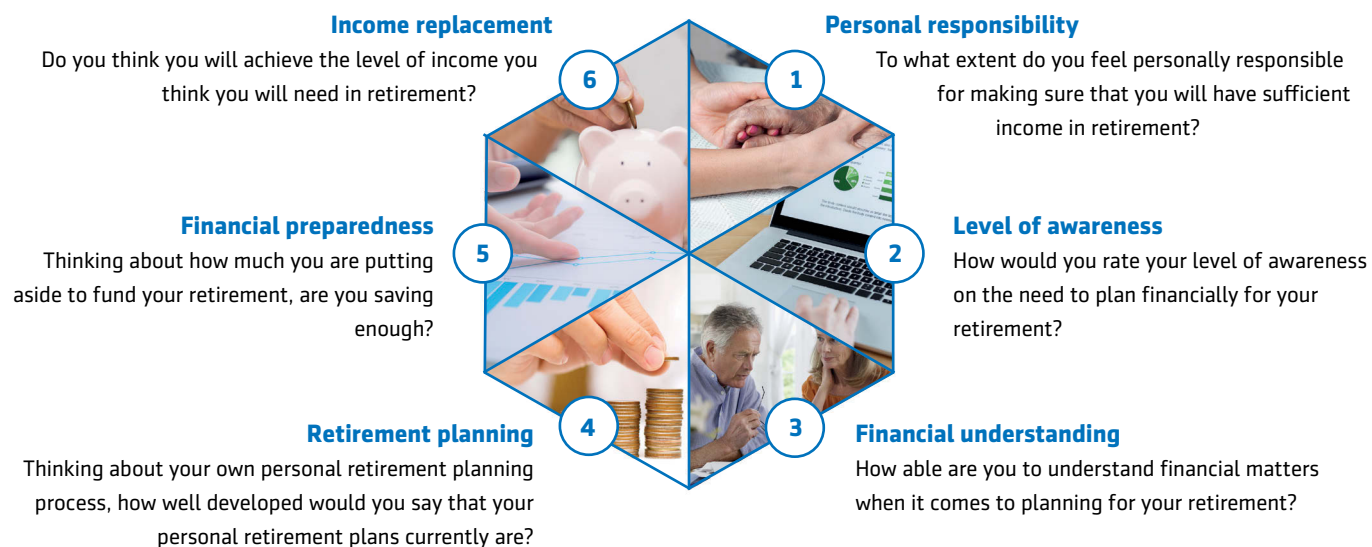 Personal responsibility
To what extent do you feel personally responsible
for making sure that you will have sufficient
income in retirement?
1
Level of awareness
How would you rate your level of awareness
on the need to plan financially for your
retirement?
2
Financial understanding
How able are you to understand financial matters
when it comes to planning for your retirement?
3
Retirement planning
Thinking about your own personal retirement planning
process, how well developed would you say that your
personal retirement plans currently are?
4
Financial preparedness
Thinking about how much you are putting
aside to fund your retirement, are you saving
enough?
5
Income replacement
Do you think you will achieve the level of income you
think you will need in retirement?
6